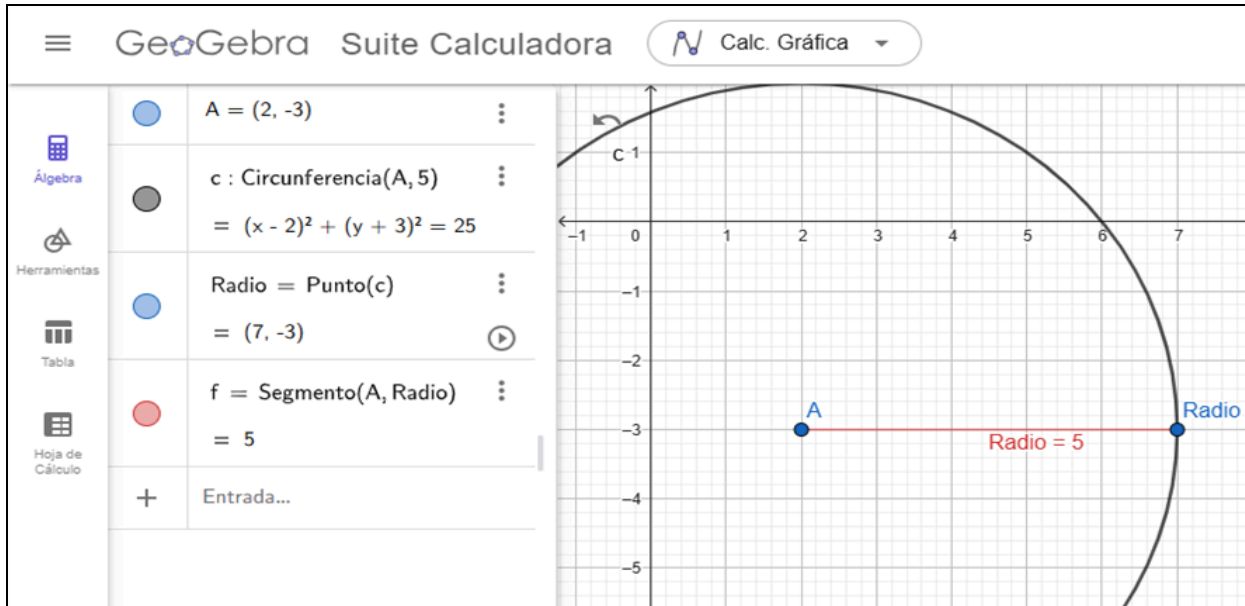 GeoGebra Suite Calculadora Calc. Gráfica
Álgebra
Herramientas
Tabla
Hoja de
Cálculo
A = (2, -3)
c : Circunferencia(A, 5)
= (x - 2)² + (y + 3)² = 25
Radio = Punto(c)
= (7, -3)
f = Segmento(A, Radio)
= 5
+ Entrada...
c 1
−1 0 1 2 3 4 5 6 7
−1
−2
A Radio
−3
Radio = 5
−4
−5